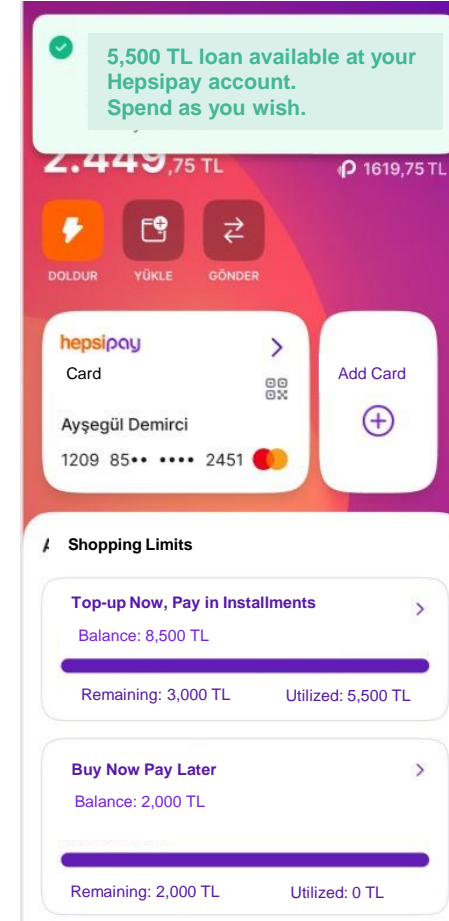 5,500 TL loan available at your
Hepsipay account.
Spend as you wish.
2.449,75 TL
1619,75 TL
DOLDUR YÜKLE GÖNDER
hepsipay
Card
Add Card
Ayşegül Demirci
1209 85•• •••• 2451
Shopping Limits
Top-up Now, Pay in Installments
Balance: 8,500 TL
Remaining: 3,000 TL Utilized: 5,500 TL
Buy Now Pay Later
Balance: 2,000 TL
Remaining: 2,000 TL Utilized: 0 TL